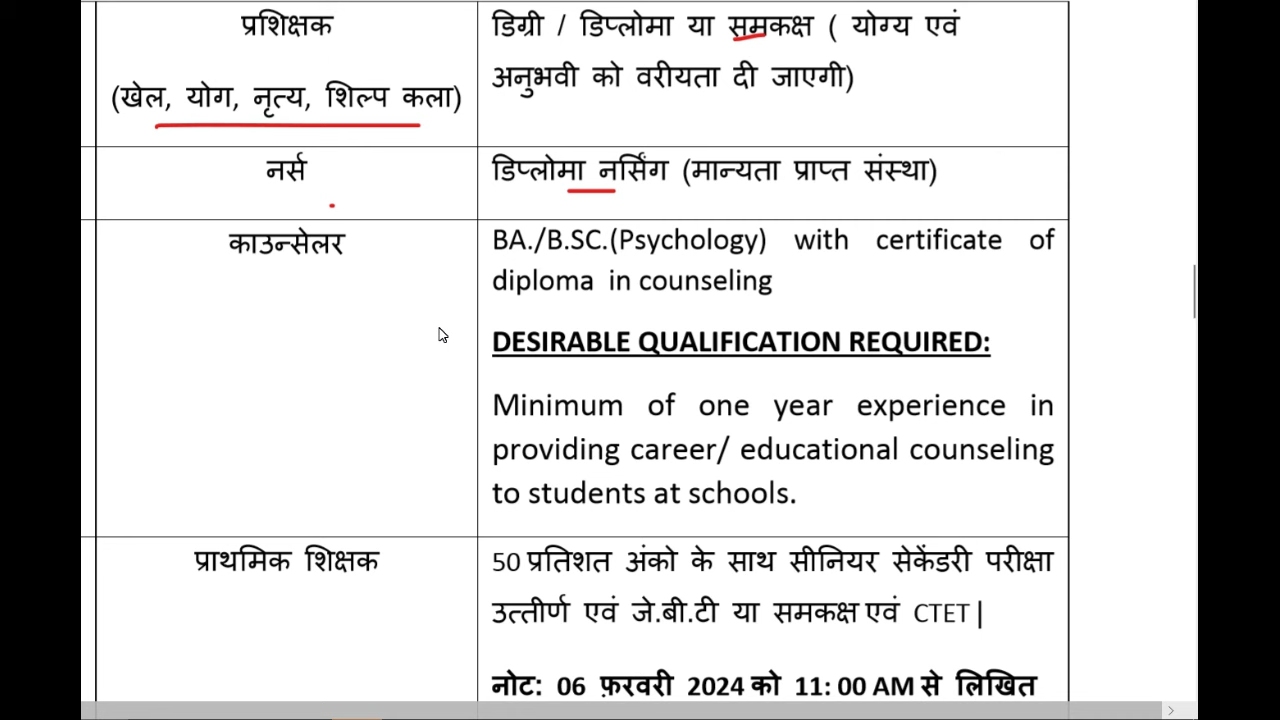 प्रशिक्षक
(खेल, योग, नृत्य, शिल्प कला)
डिग्री / डिप्लोमा या समकक्ष ( योग्य एवं
अनुभवी को वरीयता दी जाएगी)
नर्स
डिप्लोमा नर्सिंग (मान्यता प्राप्त संस्था)
काउन्सेलर
BA./B.SC.(Psychology) with certificate of
diploma in counseling
DESIRABLE QUALIFICATION REQUIRED:
Minimum of one year experience in
providing career/ educational counseling
to students at schools.
प्राथमिक शिक्षक
50 प्रतिशत अंको के साथ सीनियर सेकेंडरी परीक्षा
उत्तीर्ण एवं जे.बी.टी या समकक्ष एवं CTET |
नोट: 06 फ़रवरी 2024 को 11: 00 AM से लिखित